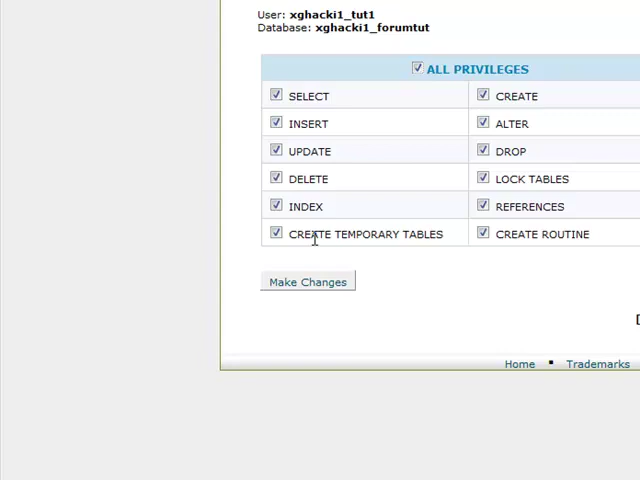 User: xghacki1_tut1
Database: xghacki1_forumtut
ALL PRIVILEGES
SELECT CREATE
INSERT ALTER
UPDATE DROP
DELETE LOCK TABLES
INDEX REFERENCES
CREATE TEMPORARY TABLES CREATE ROUTINE
Make Changes
[
Home ▪ Trademarks